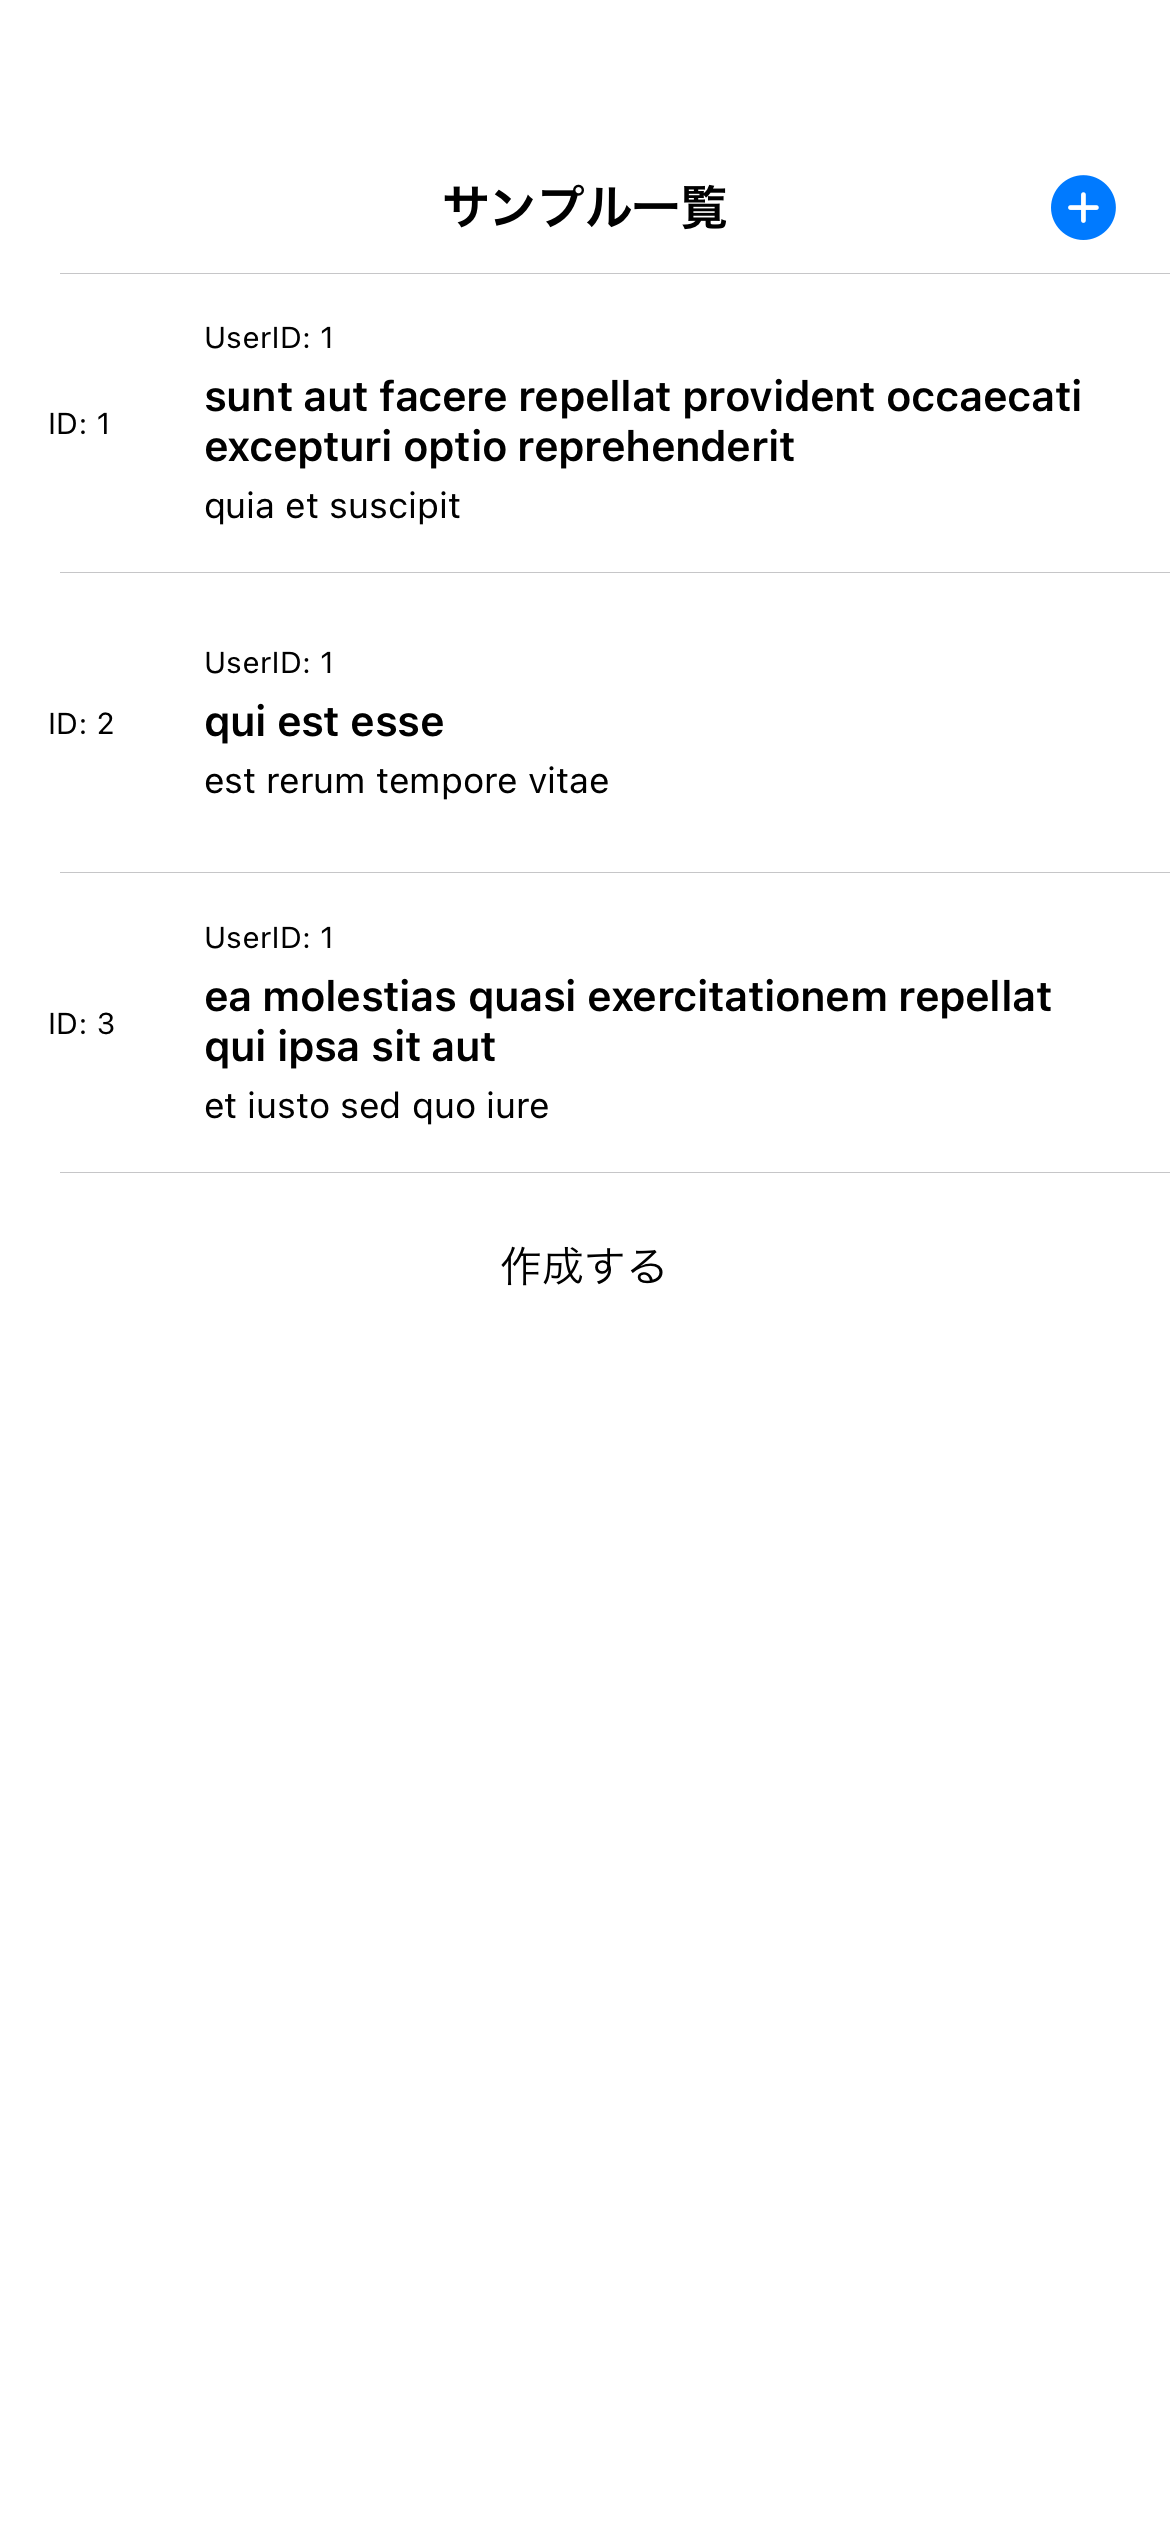 サンプル一覧
UserID: 1
sunt aut facere repellat provident occaecati
excepturi optio reprehenderit
ID: 1
quia et suscipit
UserID: 1
qui est esse
ID: 2
est rerum tempore vitae
UserID: 1
ea molestias quasi exercitationem repellat
qui ipsa sit aut
ID: 3
et iusto sed quo iure
作成する